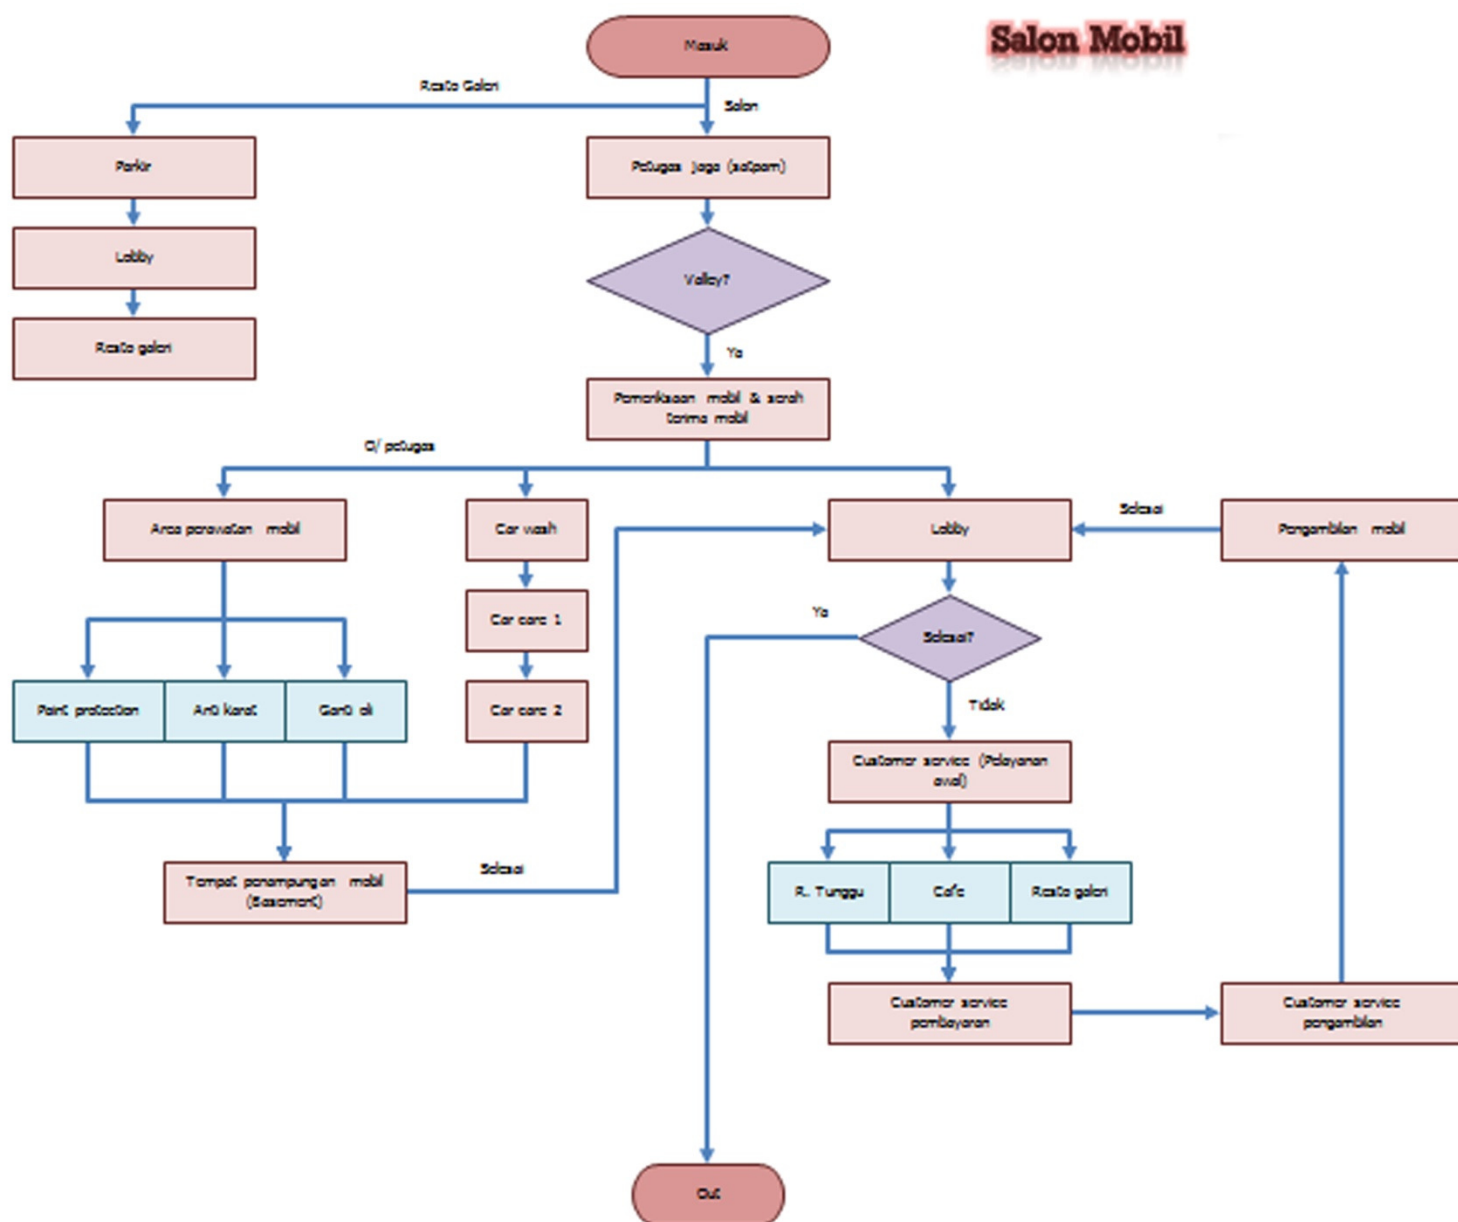 Salon Mobil
Masuk
Resto Galeri
Salon
Parkir
Petugas jaga (satpam)
Lobby
Valley?
Resto galeri
Ya
Pemeriksaan mobil & serah
terima mobil
O/ petugas
Area perawatan mobil
Car wash
Lobby
Selesai
Pengambilan mobil
Car care 1
Ya
Selesai?
Paint protection
Anti karat
Ganti oli
Car care 2
Tidak
Customer service (Pelayanan
awal)
Tempat penampungan mobil
(Basement)
Selesai
R. Tunggu
Cafe
Resto galeri
Customer service
pembayaran
Customer service
pengambilan
Out